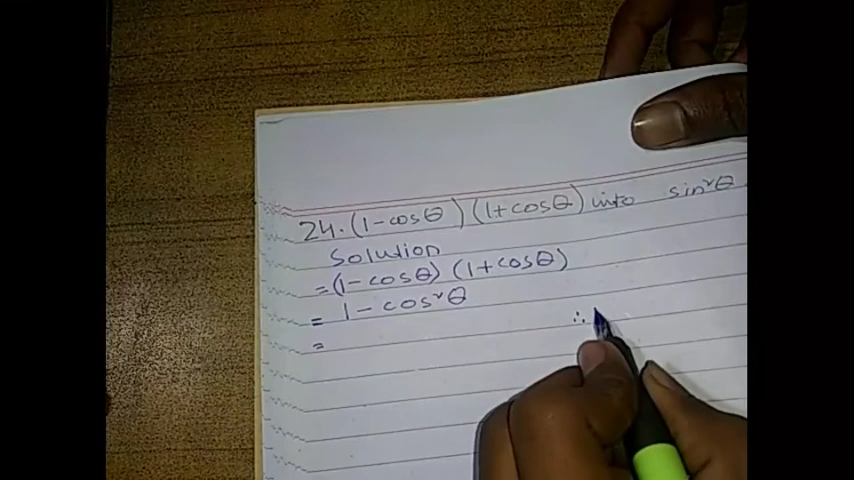 24. (1-cosθ) (1+cosθ) into sin²θ.
Solution
= (1-cosθ) (1+cosθ)
= 1 - cos²θ
=
∴